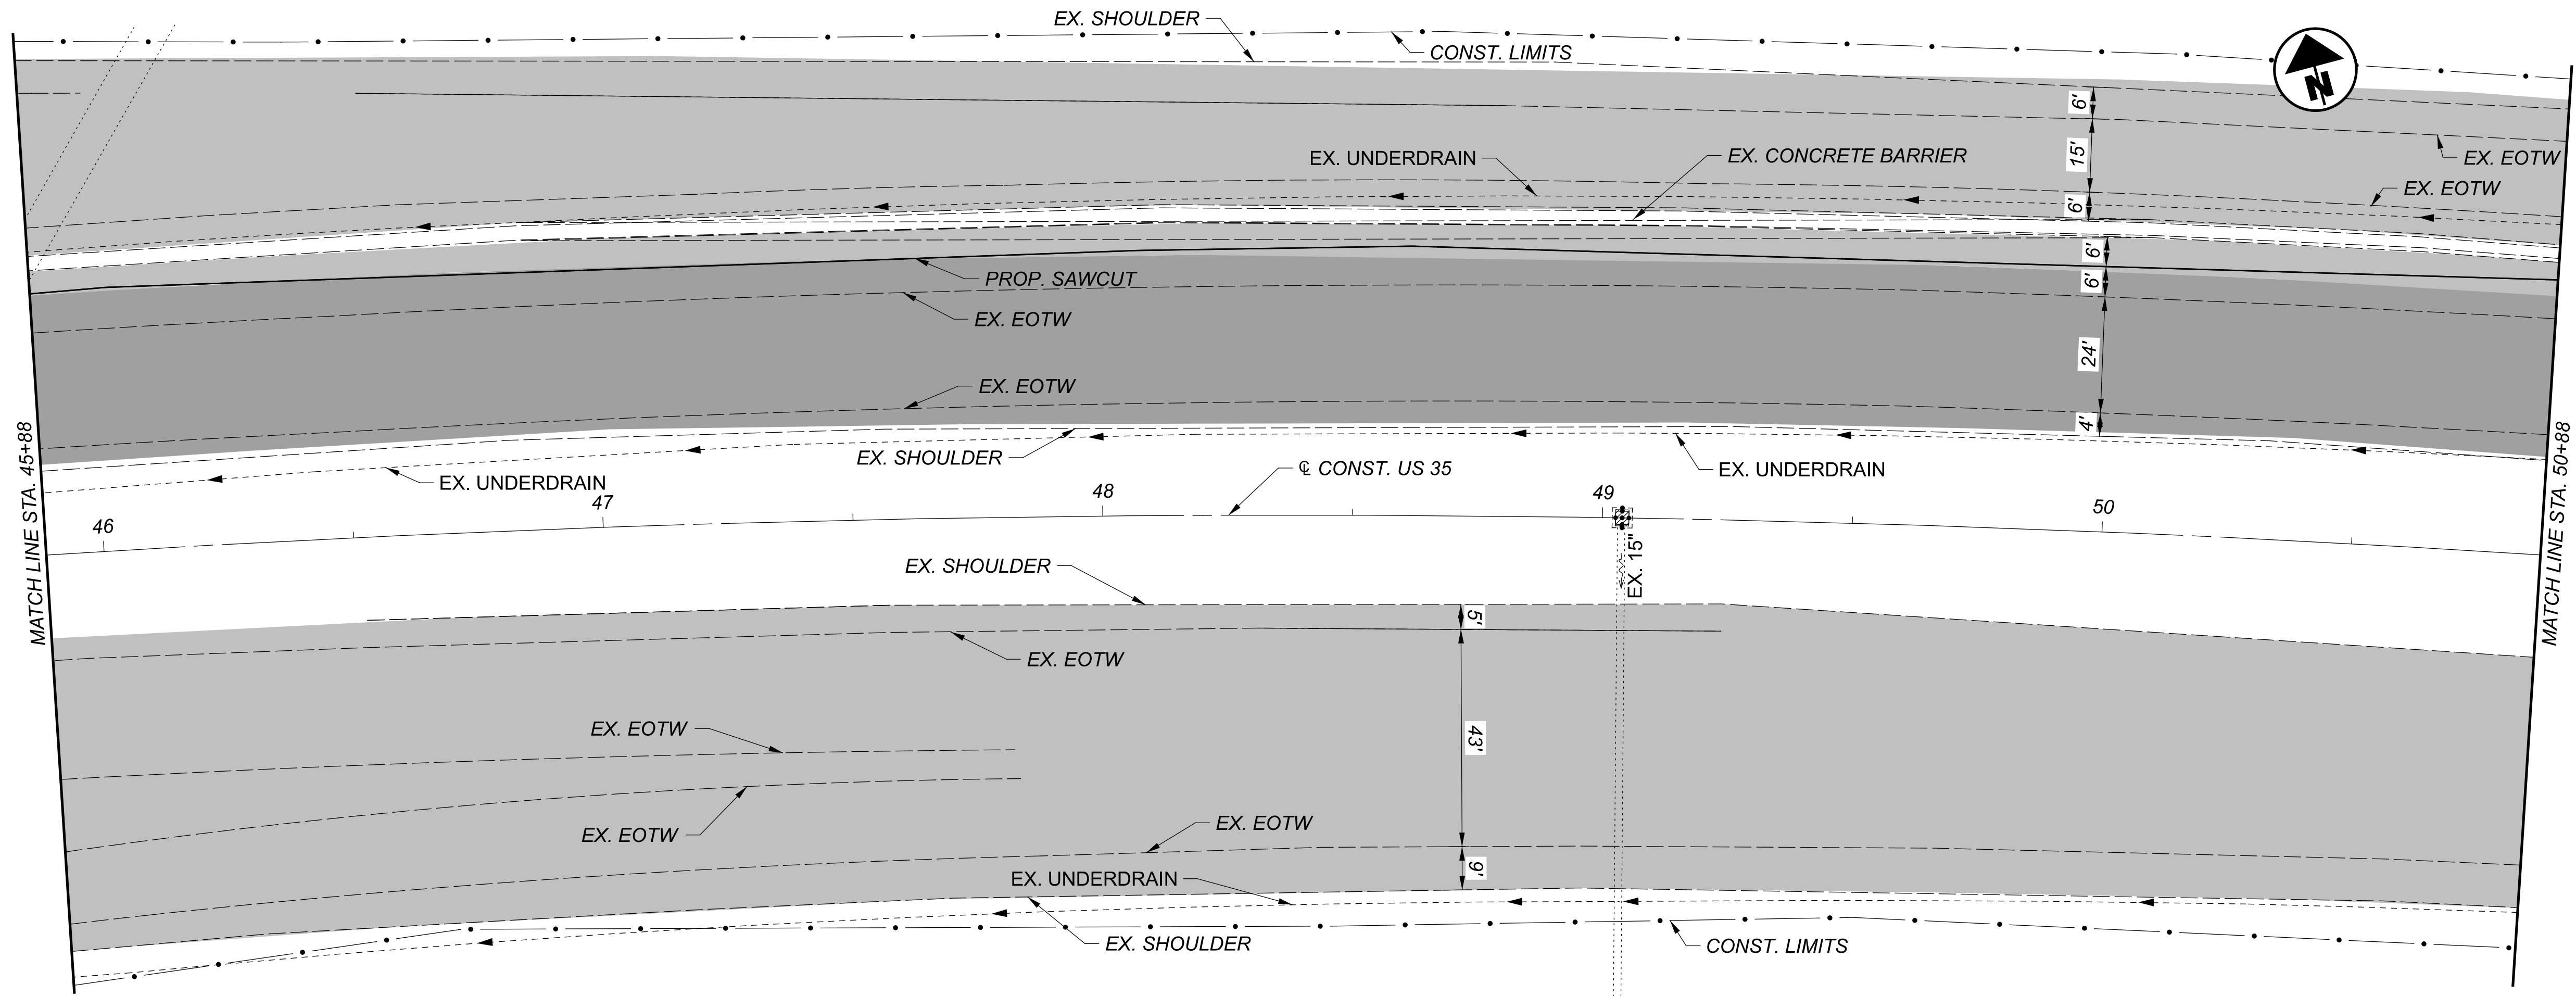 EX. SHOULDER
CONST. LIMITS
N
6'
15'
6'
EX. UNDERDRAIN
EX. CONCRETE BARRIER
EX. EOTW
EX. EOTW
PROP. SAWCUT
EX. EOTW
6'
6'
24'
4'
EX. EOTW
EX. SHOULDER
EX. UNDERDRAIN
EX. UNDERDRAIN
℄ CONST. US 35
46
47
48
49
50
MATCH LINE STA. 45+88
MATCH LINE STA. 50+88
EX. 15"
EX. SHOULDER
5'
EX. EOTW
EX. EOTW
43'
EX. EOTW
EX. EOTW
9'
EX. UNDERDRAIN
EX. SHOULDER
CONST. LIMITS